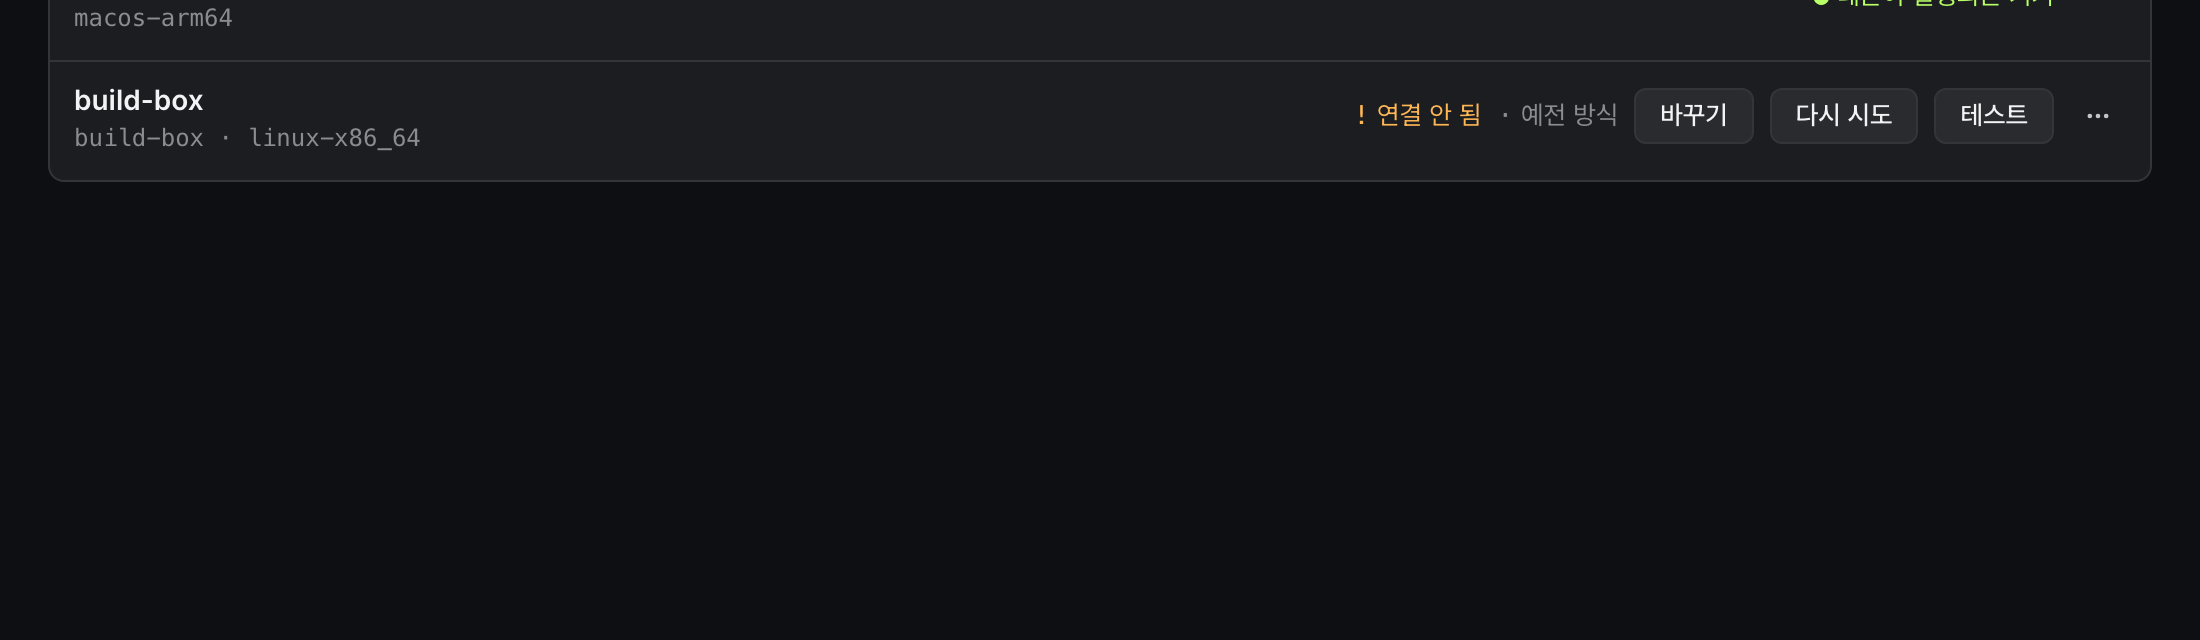 macos-arm64
build-box
build-box · linux-x86_64
! 연결 안 됨 · 예전 방식 바꾸기 다시 시도 테스트 ···